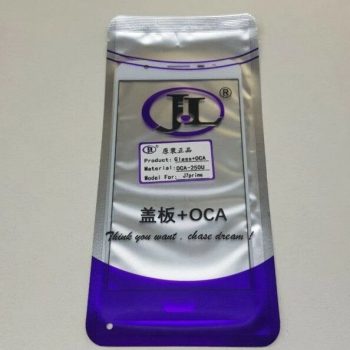 JL®
JL® 原装正品
Product: Glass+OCA
Material: OCA-250U
Model For: J7prime
盖板+OCA
Think you want , chase dream !